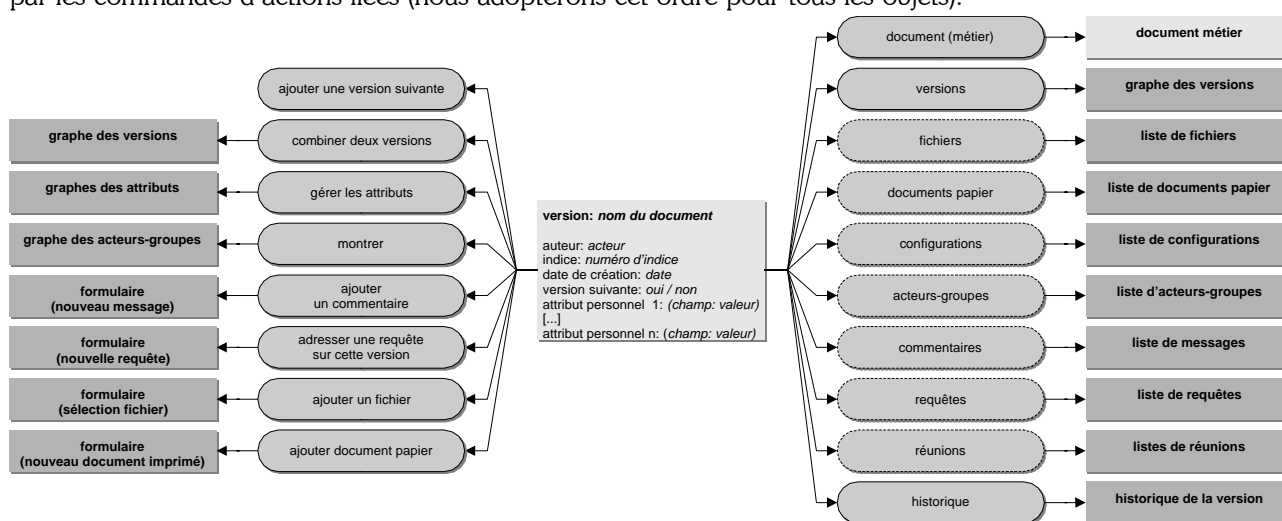 par les commandes d'actions liées (nous adopterons cet ordre pour tous les objets).
document (métier)
document métier
ajouter une version suivante
versions
graphe des versions
graphe des versions
combiner deux versions
fichiers
liste de fichiers
graphes des attributs
gérer les attributs
documents papier
liste de documents papier
version: nom du document
auteur: acteur
indice: numéro d'indice
date de création: date
version suivante: oui / non
attribut personnel 1: (champ: valeur)
[...]
attribut personnel n: (champ: valeur)
graphe des acteurs-groupes
montrer
configurations
liste de configurations
formulaire
(nouveau message)
ajouter
un commentaire
acteurs-groupes
liste d'acteurs-groupes
formulaire
(nouvelle requête)
adresser une requête
sur cette version
commentaires
liste de messages
formulaire
(sélection fichier)
ajouter un fichier
requêtes
liste de requêtes
formulaire
(nouveau document imprimé)
ajouter document papier
réunions
listes de réunions
historique
historique de la version